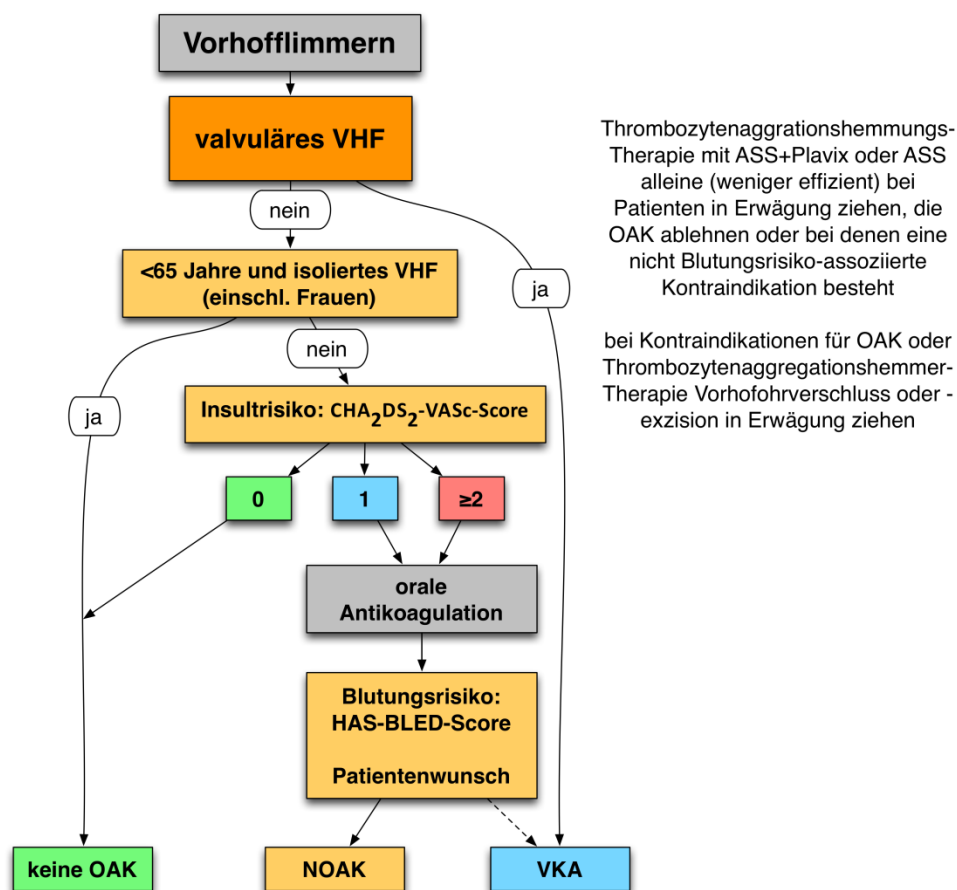 Vorhofflimmern
valvuläres VHF
nein
ja
<65 Jahre und isoliertes VHF
(einschl. Frauen)
ja
nein
Insultrisiko: CHA₂DS₂-VASc-Score
0
1
≥2
orale
Antikoagulation
Blutungsrisiko:
HAS-BLED-Score
Patientenwunsch
keine OAK
NOAK
VKA
Thrombozytenaggrationshemmungs-
Therapie mit ASS+Plavix oder ASS
alleine (weniger effizient) bei
Patienten in Erwägung ziehen, die
OAK ablehnen oder bei denen eine
nicht Blutungsrisiko-assoziierte
Kontraindikation besteht
bei Kontraindikationen für OAK oder
Thrombozytenaggregationshemmer-
Therapie Vorhofohrverschluss oder -
exzision in Erwägung ziehen